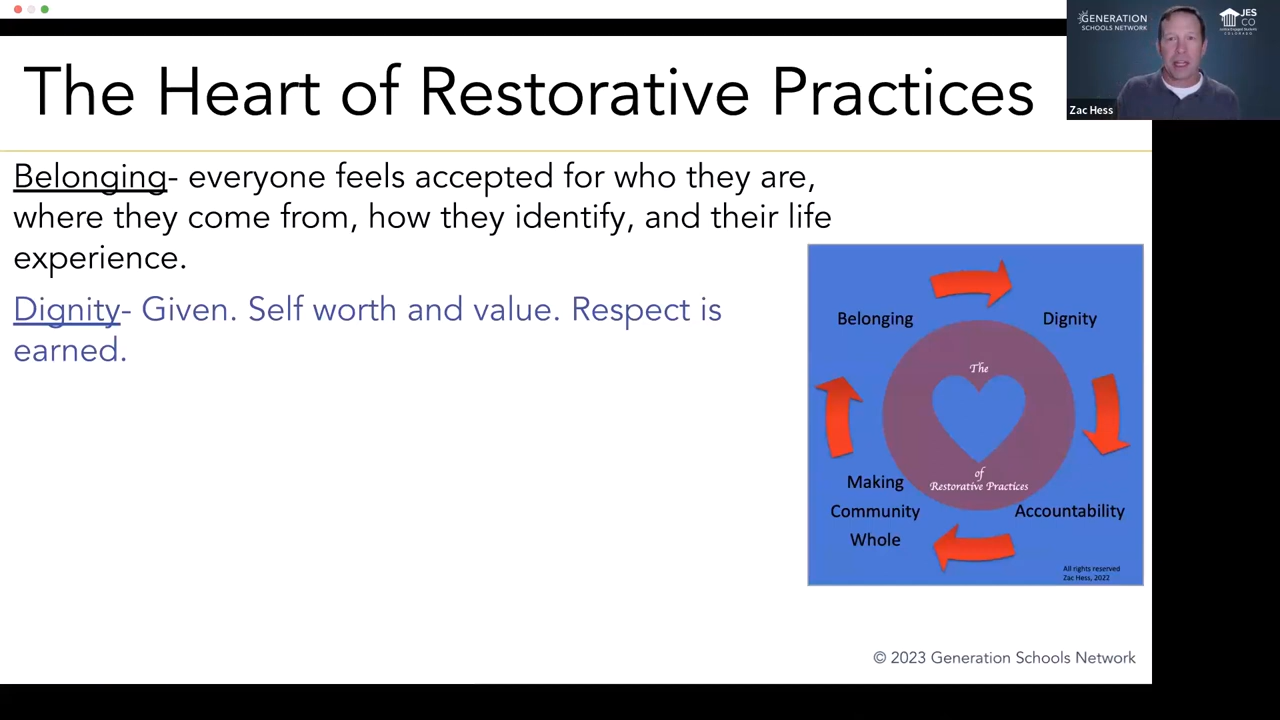 The Heart of Restorative Practices
GENERATION
SCHOOLS NETWORK
JES
CO
COLORADO
Zac Hess
Belonging- everyone feels accepted for who they are,
where they come from, how they identify, and their life
experience.
Dignity- Given. Self worth and value. Respect is
earned.
Belonging
Dignity
The
of
Restorative Practices
Making
Community
Whole
Accountability
All rights reserved
Zac Hess, 2022
© 2023 Generation Schools Network